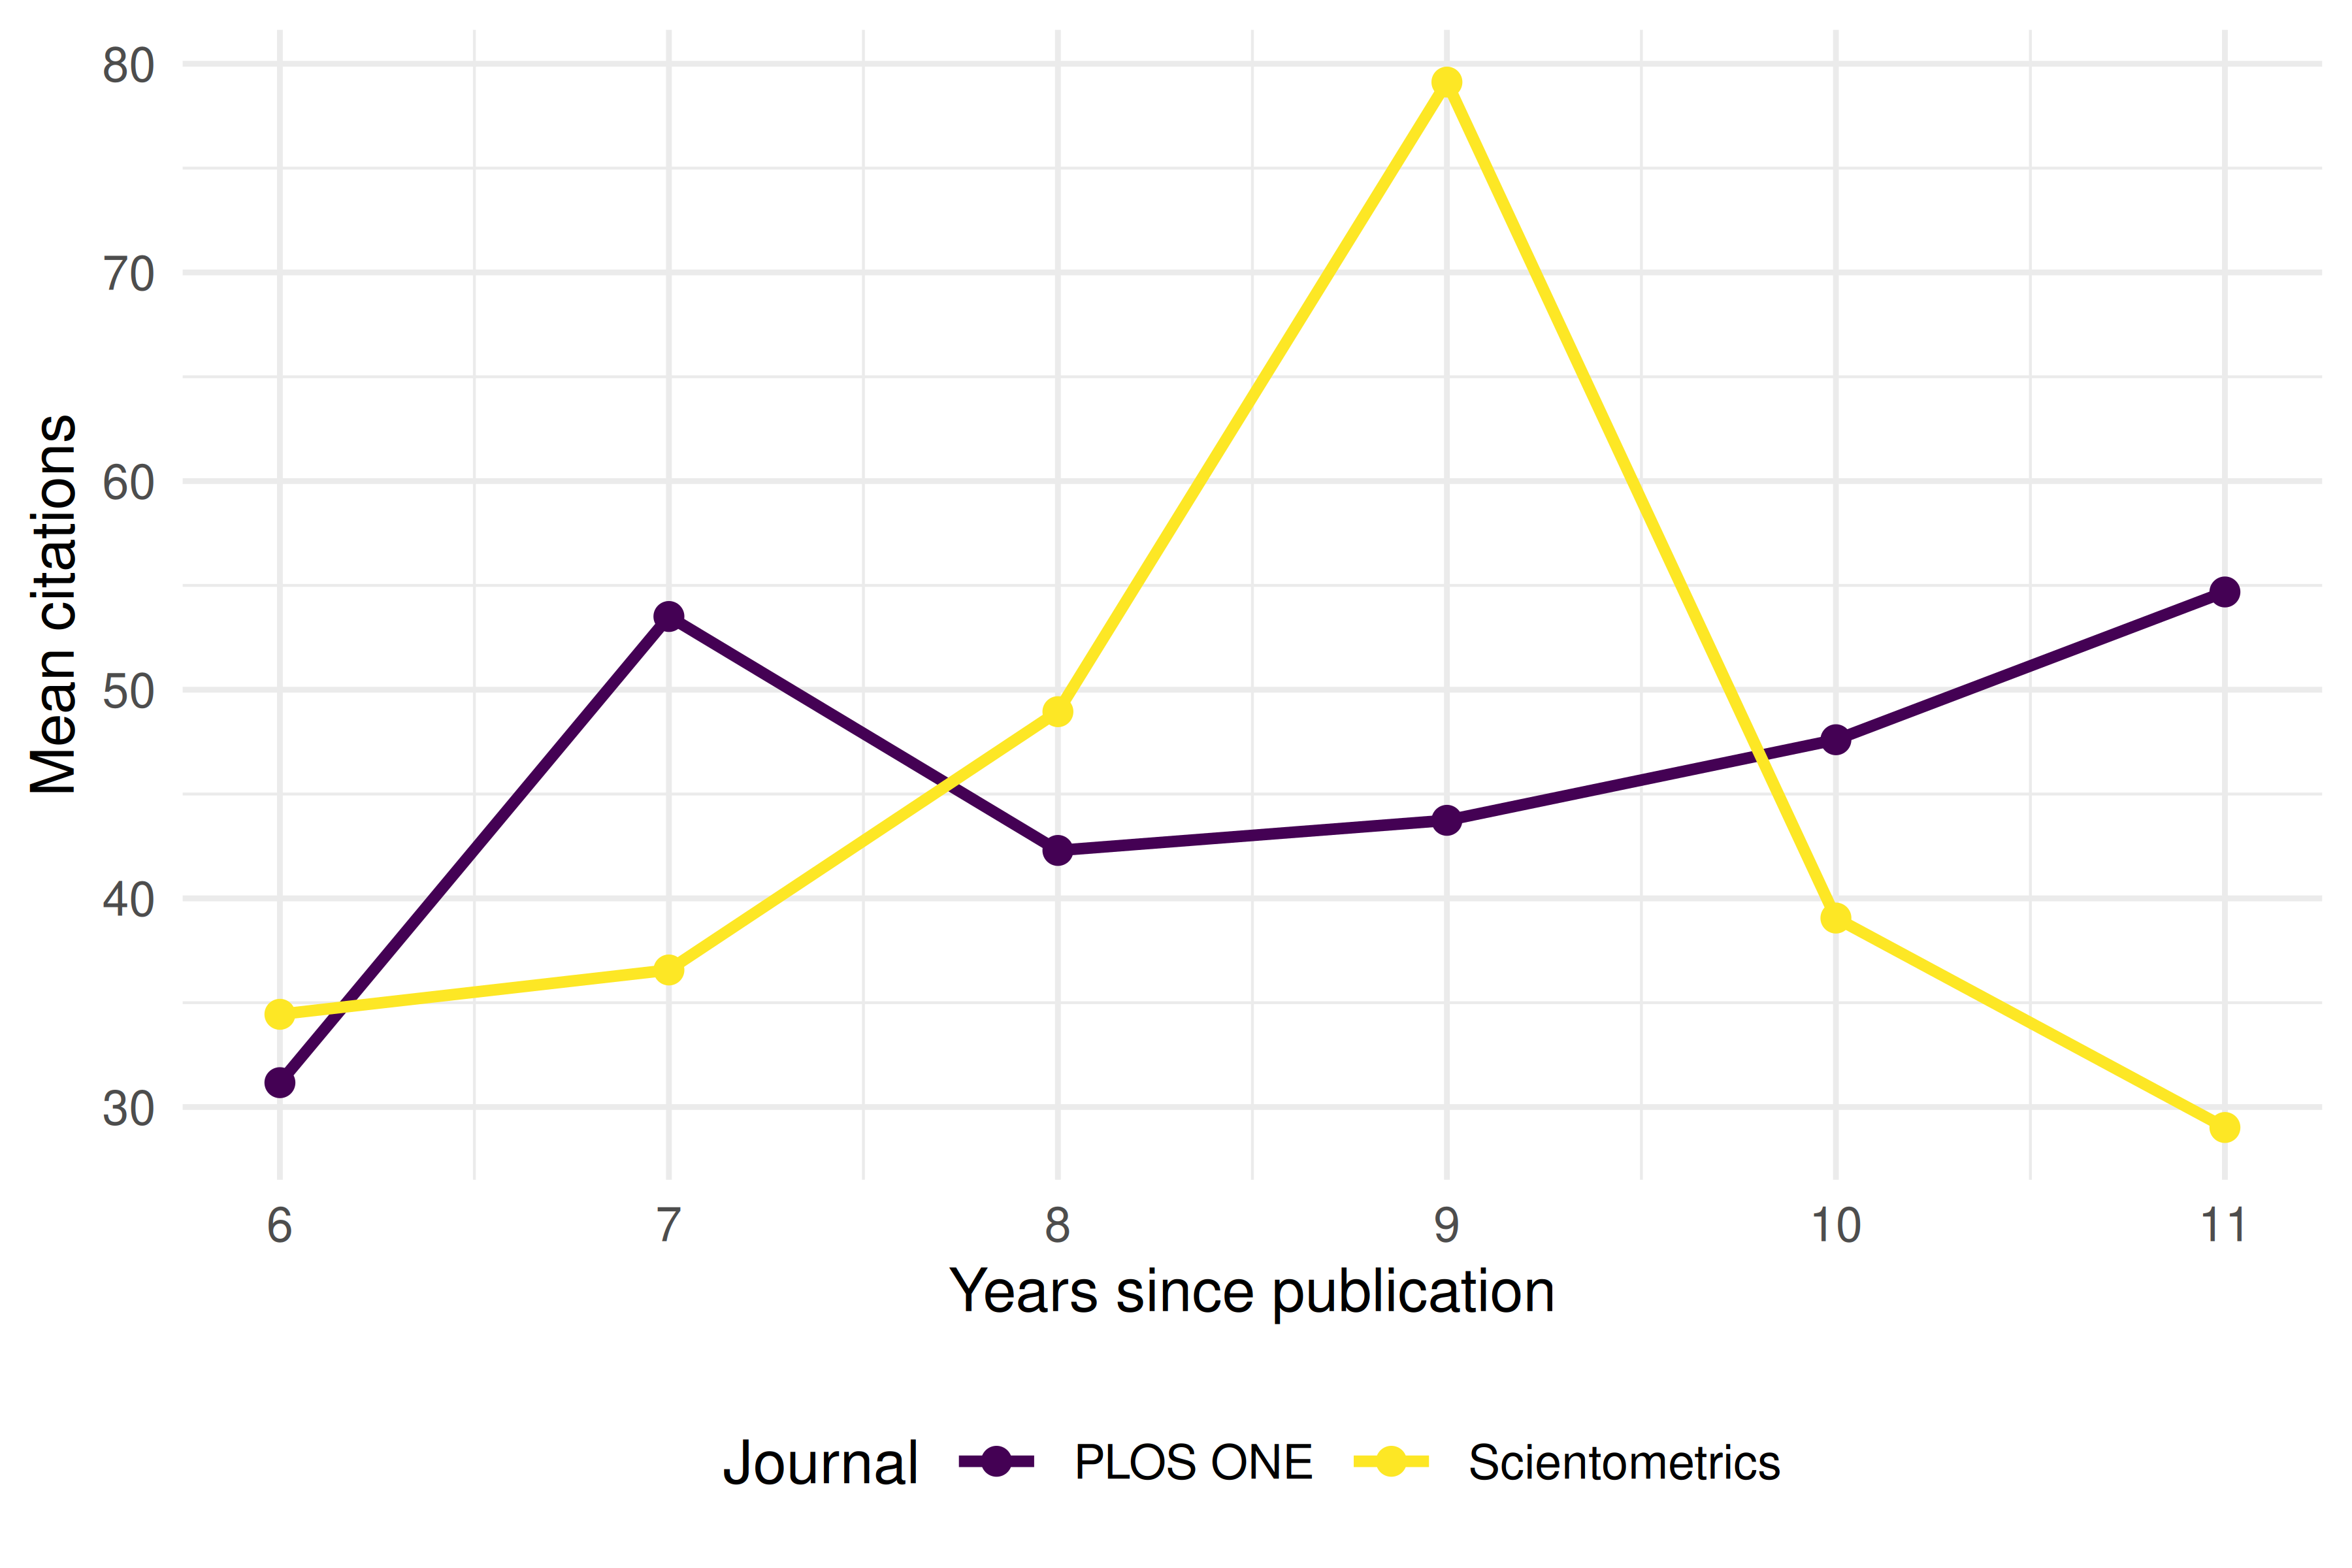 80
70
60
50
40
30
Mean citations
6 7 8 9 10 11
Years since publication
Journal PLOS ONE Scientometrics